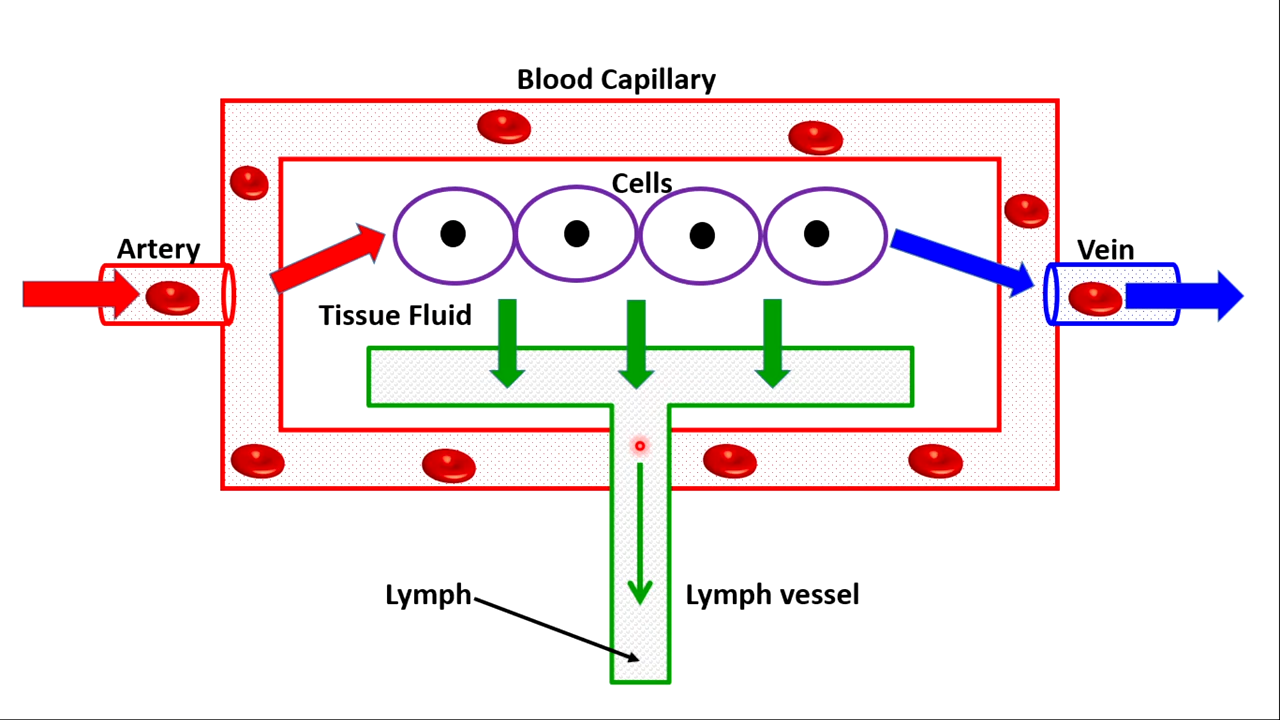 Blood Capillary
Cells
Artery
Vein
Tissue Fluid
Lymph
Lymph vessel